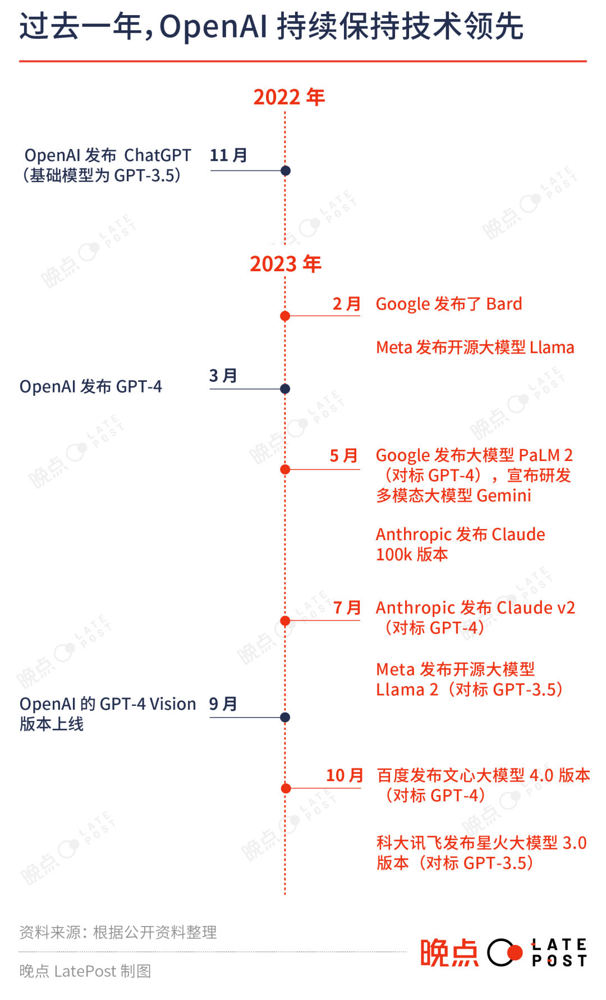 过去一年，OpenAI 持续保持技术领先
2022 年
OpenAI 发布 ChatGPT
（基础模型为 GPT-3.5）
11 月
2023 年
2 月
Google 发布了 Bard
Meta 发布开源大模型 Llama
OpenAI 发布 GPT-4
3 月
5 月
Google 发布大模型 PaLM 2
（对标 GPT-4），宣布研发
多模态大模型 Gemini
Anthropic 发布 Claude
100k 版本
7 月
Anthropic 发布 Claude v2
（对标 GPT-4）
Meta 发布开源大模型
Llama 2（对标 GPT-3.5）
OpenAI 的 GPT-4 Vision
版本上线
9 月
10 月
百度发布文心大模型 4.0 版本
（对标 GPT-4）
科大讯飞发布星火大模型 3.0
版本（对标 GPT-3.5）
资料来源：根据公开资料整理
晚点 LatePost 制图
晚点
LATE
POST